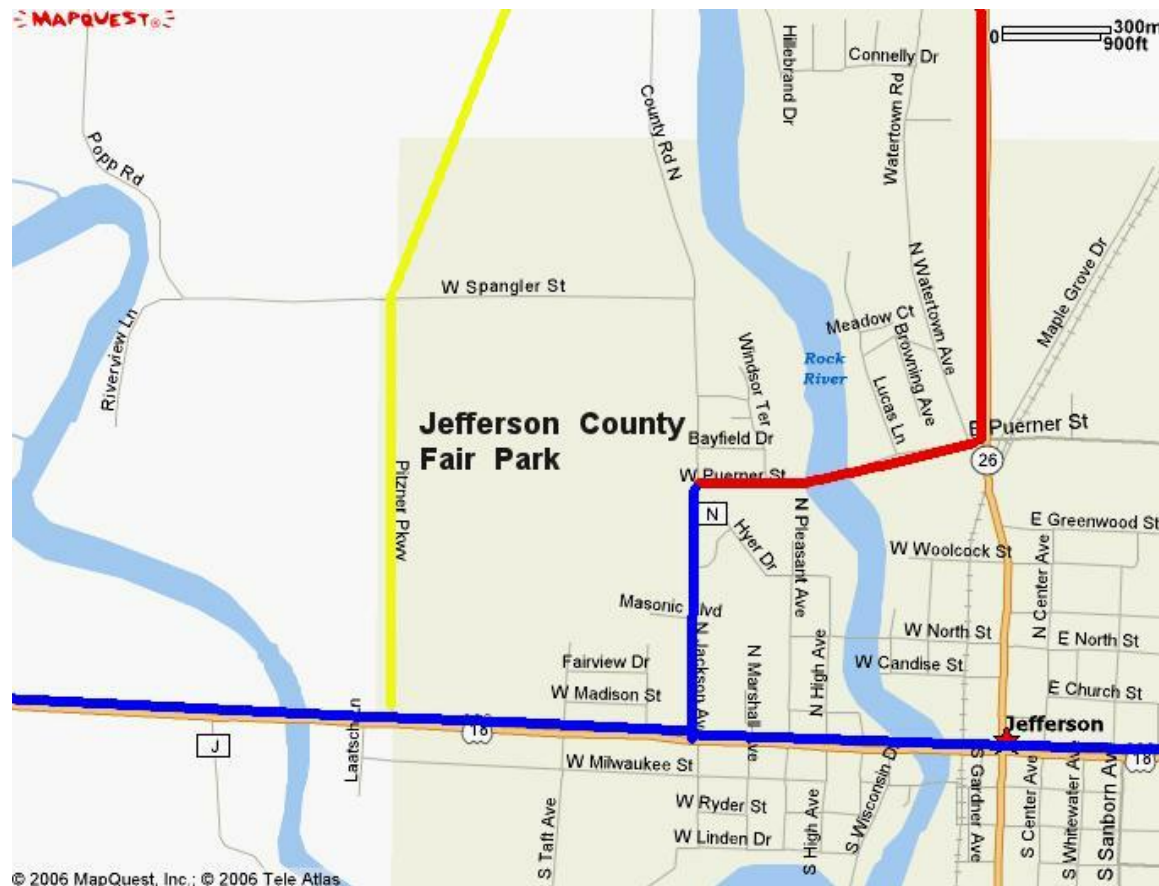 MAPQUEST®
0 300m
900ft
Hillebrand Dr
Connelly Dr
Watertown Rd
County Rd N
Popp Rd
Maple Grove Dr
N Watertown Ave
W Spangler St
Riverview Ln
Meadow Ct
Browning Ave
Windsor Ter
Rock
River
Lucas Ln
Jefferson County
Fair Park
Bayfield Dr
E Puerner St
26
W Puerner St
Pitzner Pkwy
N
Hyer Dr
N Pleasant Ave
E Greenwood St
W Woolcock St
N Center Ave
Masonic Blvd
N Jackson Ave
N Marshall Ave
N High Ave
W North St
E North St
Fairview Dr
W Candise St
W Madison St
E Church St
Laatsch Ln
J
18
Jefferson
18
W Milwaukee St
S Wisconsin Dr
S Gardner Ave
S Center Ave
S Whitewater Ave
S Sanborn Ave
W Ryder St
S High Ave
W Linden Dr
S Taft Ave
© 2006 MapQuest, Inc.; © 2006 Tele Atlas